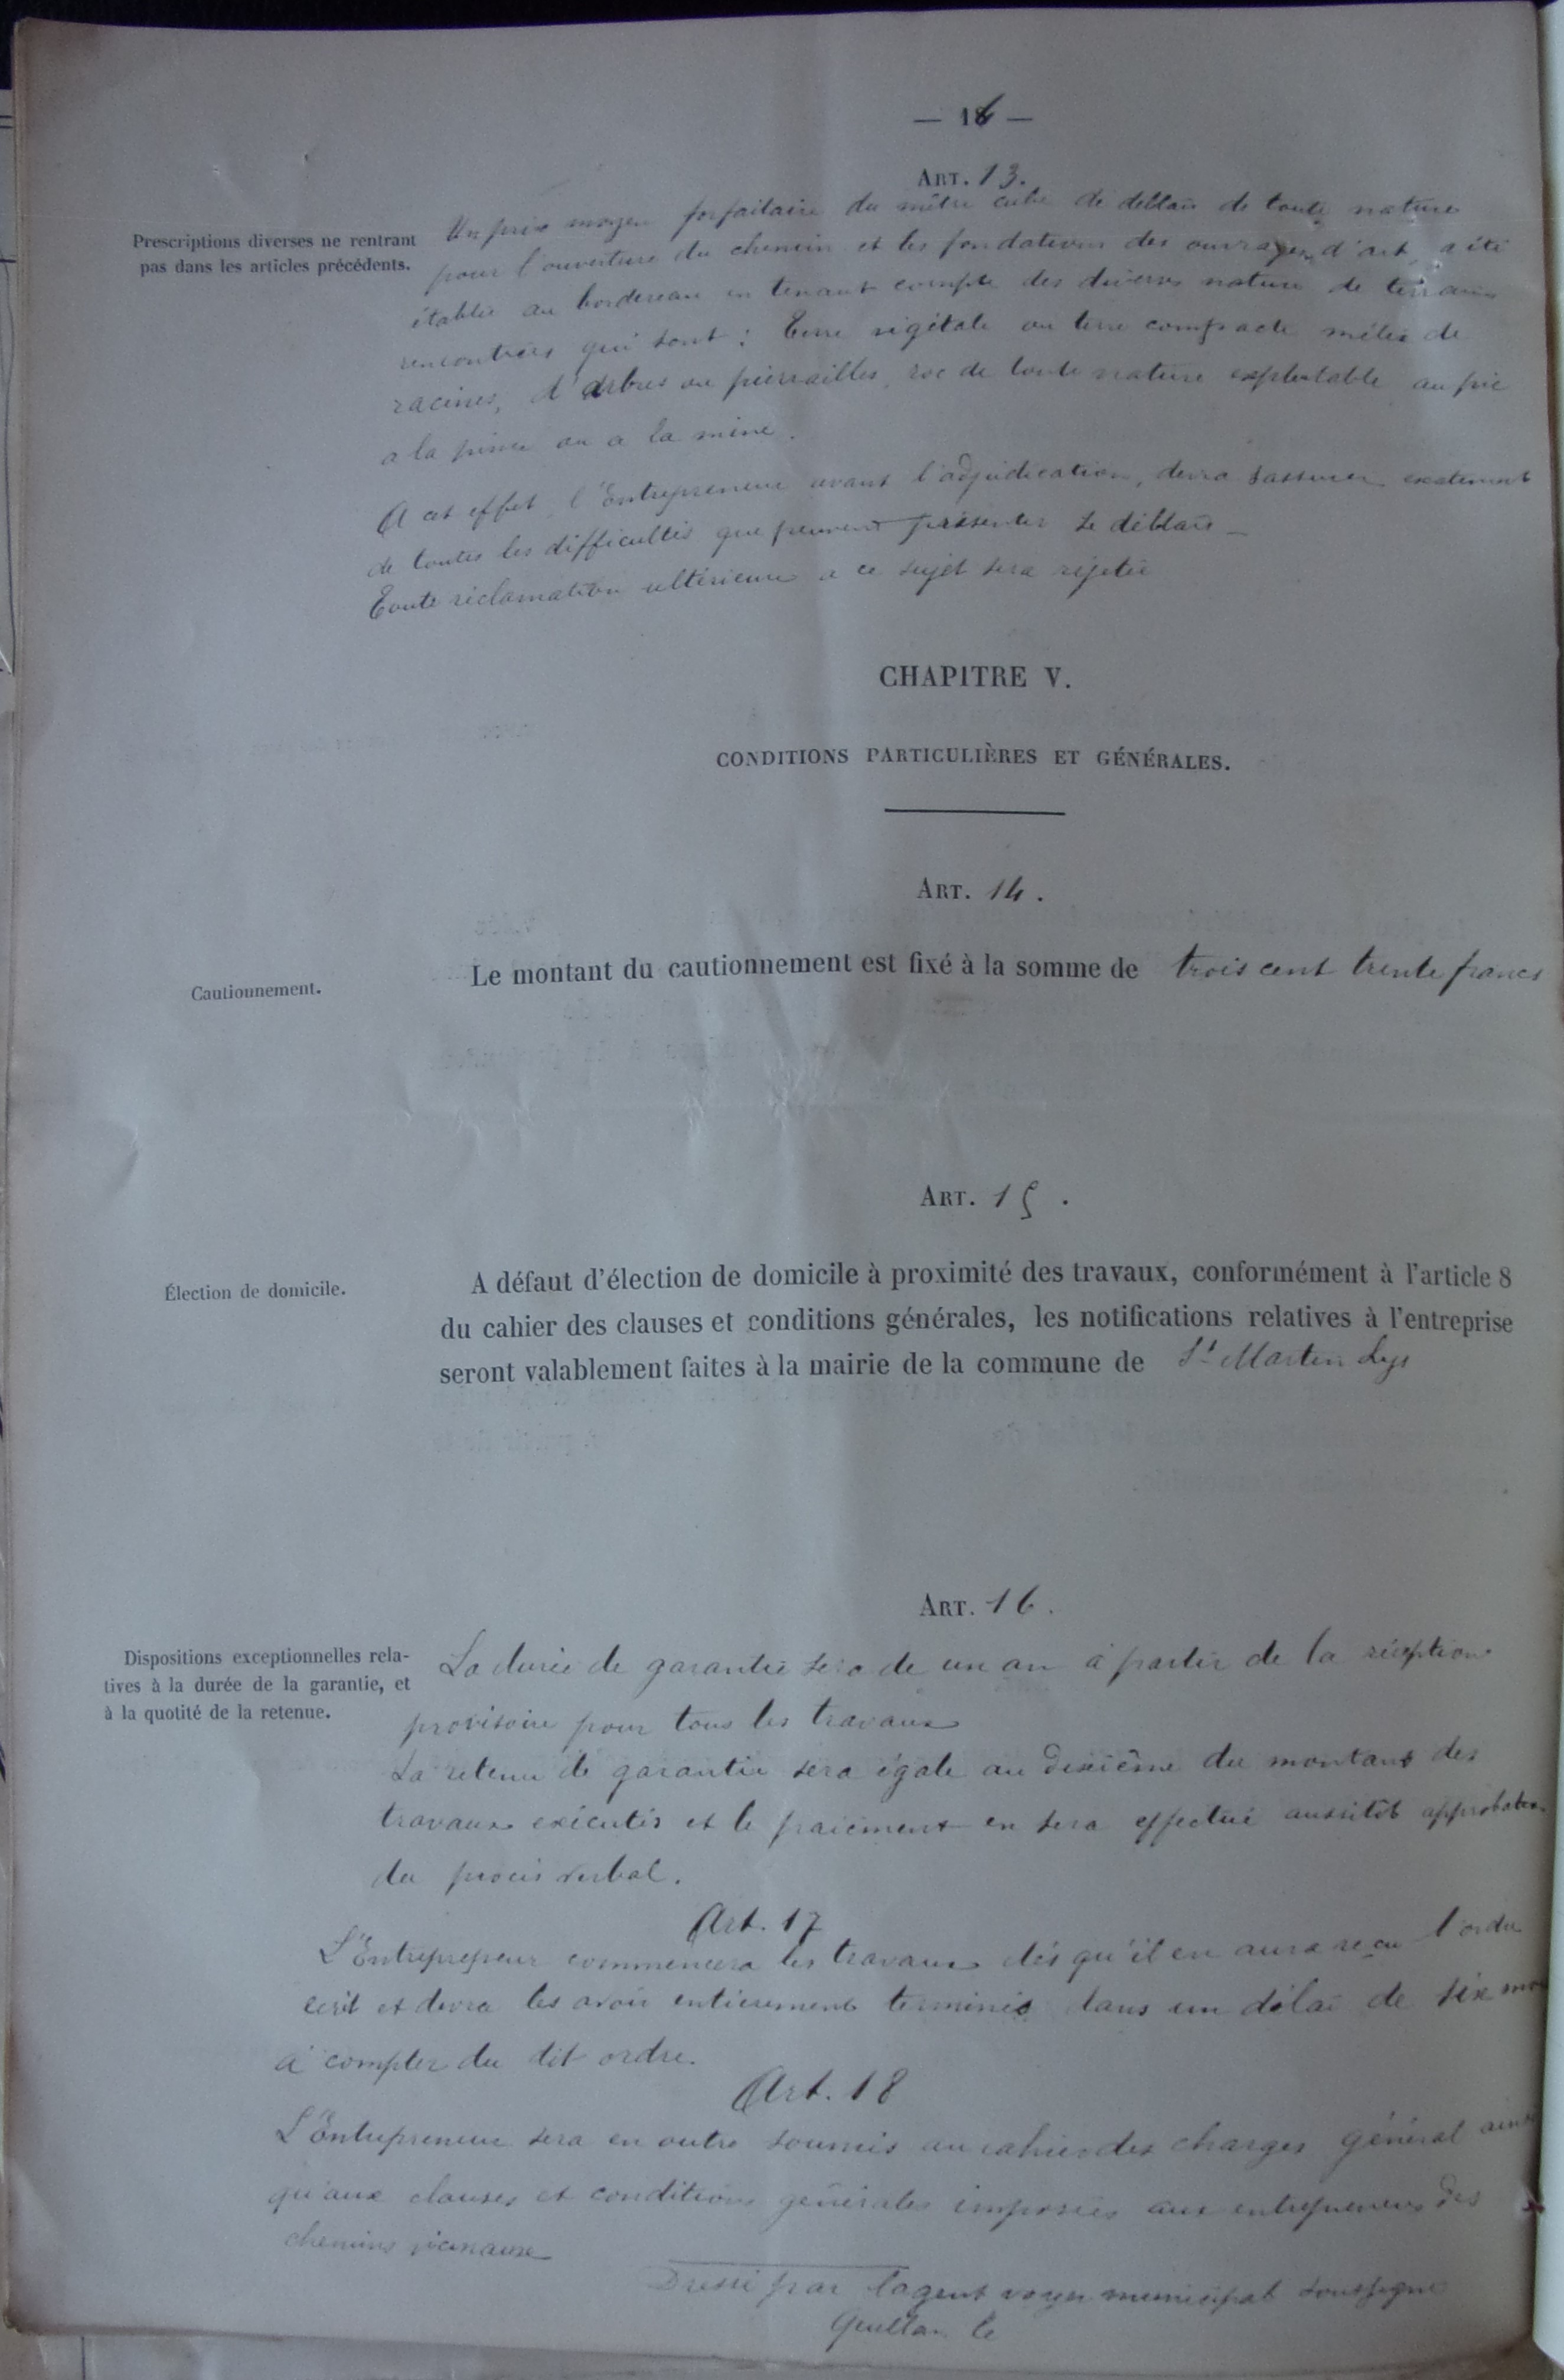 — 16 —
ART. 13.
Prescriptions diverses ne rentrant
pas dans les articles précédents.
Un prix moyen forfaitaire du mètre cube de déblais de toute nature
pour l'ouverture du chemin et les fondations des ouvrages d'art, a été
établi au bordereau en tenant compte des diverses nature de terrains
rencontrées qui sont : Terre végétale ou terre compacte mêlée de
racines, d'arbres ou pierrailles, roc de toute nature exploitable au pic
a la pince ou a la mine.
A cet effet l'Entrepreneur avant l'adjudication, devra sassurer exactement
de toutes les difficultés que peuvent présenter le déblais —
Toute réclamation ultérieure a ce sujet sera rejetée
CHAPITRE V.
CONDITIONS PARTICULIÈRES ET GÉNÉRALES.
ART. 14.
Cautionnement.
Le montant du cautionnement est fixé à la somme de trois cent trente francs
ART. 15.
Élection de domicile.
A défaut d'élection de domicile à proximité des travaux, conformément à l'article 8
du cahier des clauses et conditions générales, les notifications relatives à l'entreprise
seront valablement faites à la mairie de la commune de St Martin Lys
ART. 16.
Dispositions exceptionnelles rela-
tives à la durée de la garantie, et
à la quotité de la retenue.
La durée de garantie sera de un an à partir de la réception
provisoire pour tous les travaux
La retenue de garantie sera égale au dixième du montant des
travaux exécutés et le paiement en sera effectué aussitôt approbation
du procès verbal.
Art. 17
L'Entrepreneur commencera les travaux dès qu'il en aura reçu l'ordre
écrit et devra les avoir entièrement terminés dans un délai de six
à compter du dit ordre.
Art. 18
L'Entrepreneur sera en outre soumis au cahier des charges général
qu'aux clauses et conditions générales imposées aux entrepreneurs des
chemins vicinaux
Dressé par l'agent voyer municipal soussigné
Quillan le